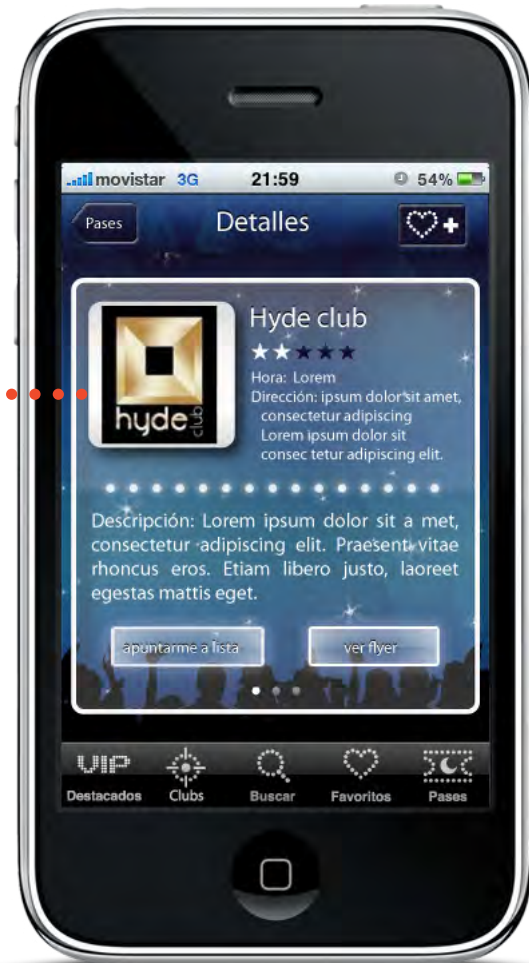 movistar 3G 21:59 54%
Pases Detalles
hyde club
Hyde club
Hora: Lorem
Dirección: ipsum dolor sit amet,
consectetur adipiscing
Lorem ipsum dolor sit
consec tetur adipiscing elit.
Descripción: Lorem ipsum dolor sit a met,
consectetur adipiscing elit. Praesent vitae
rhoncus eros. Etiam libero justo, laoreet
egestas mattis eget.
apuntarme a lista ver flyer
VIP
Destacados Clubs Buscar Favoritos Pases